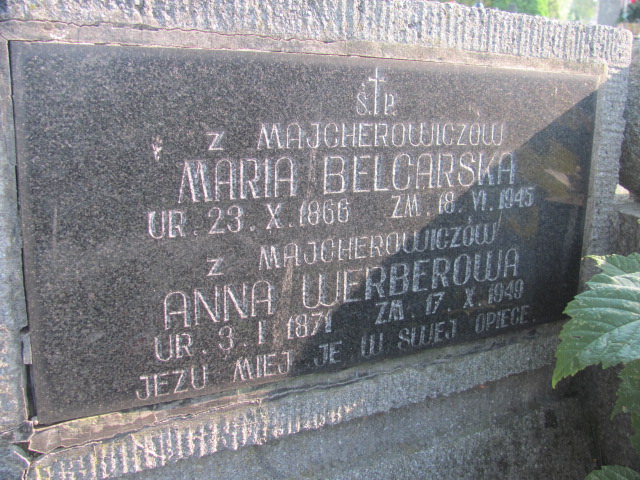 Ś.†P.
z MAJCHEROWICZÓW
MARIA BELCARSKA
UR. 23. X. 1866 ZM. 18. VI. 1945
z MAJCHEROWICZÓW
ANNA WERBEROWA
UR. 3. I 1871 ZM. 17. X. 1949
JEZU MIEJ JE W SWEJ OPIECE.